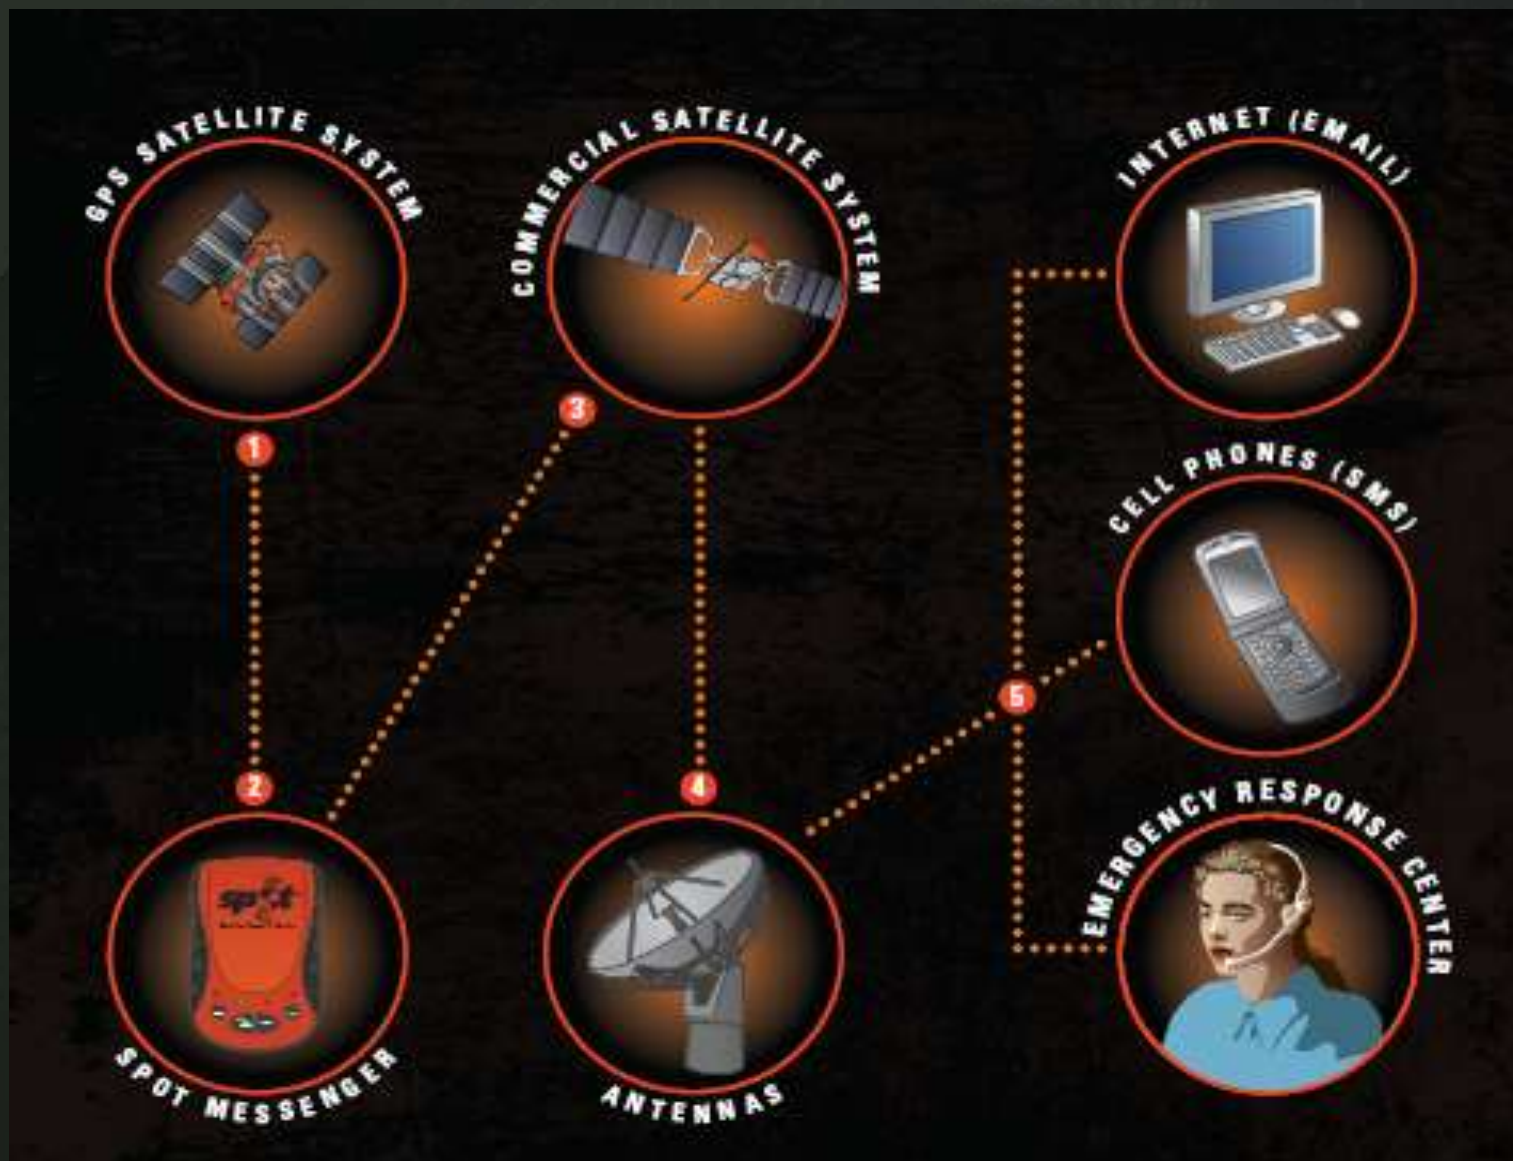 GPS SATELLITE SYSTEM
COMMERCIAL SATELLITE SYSTEM
INTERNET (EMAIL)
3
1
CELL PHONES (SMS)
5
2
4
EMERGENCY RESPONSE CENTER
spot
SPOT MESSENGER
ANTENNAS